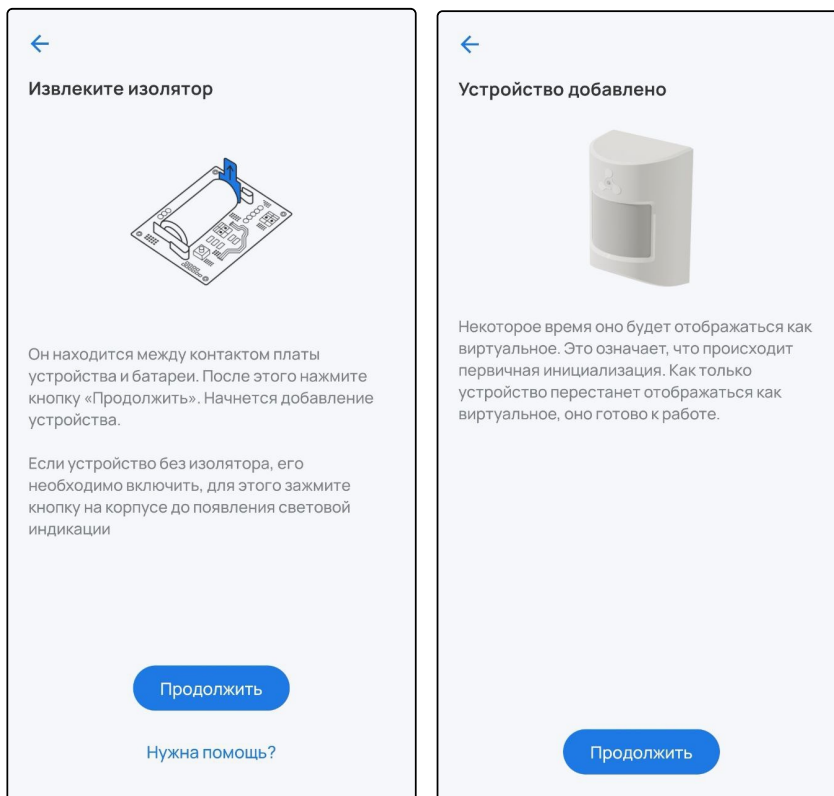 Извлеките изолятор
Он находится между контактом платы
устройства и батареи. После этого нажмите
кнопку «Продолжить». Начнется добавление
устройства.
Если устройство без изолятора, его
необходимо включить, для этого зажмите
кнопку на корпусе до появления световой
индикации
Продолжить
Нужна помощь?
Устройство добавлено
Некоторое время оно будет отображаться как
виртуальное. Это означает, что происходит
первичная инициализация. Как только
устройство перестанет отображаться как
виртуальное, оно готово к работе.
Продолжить